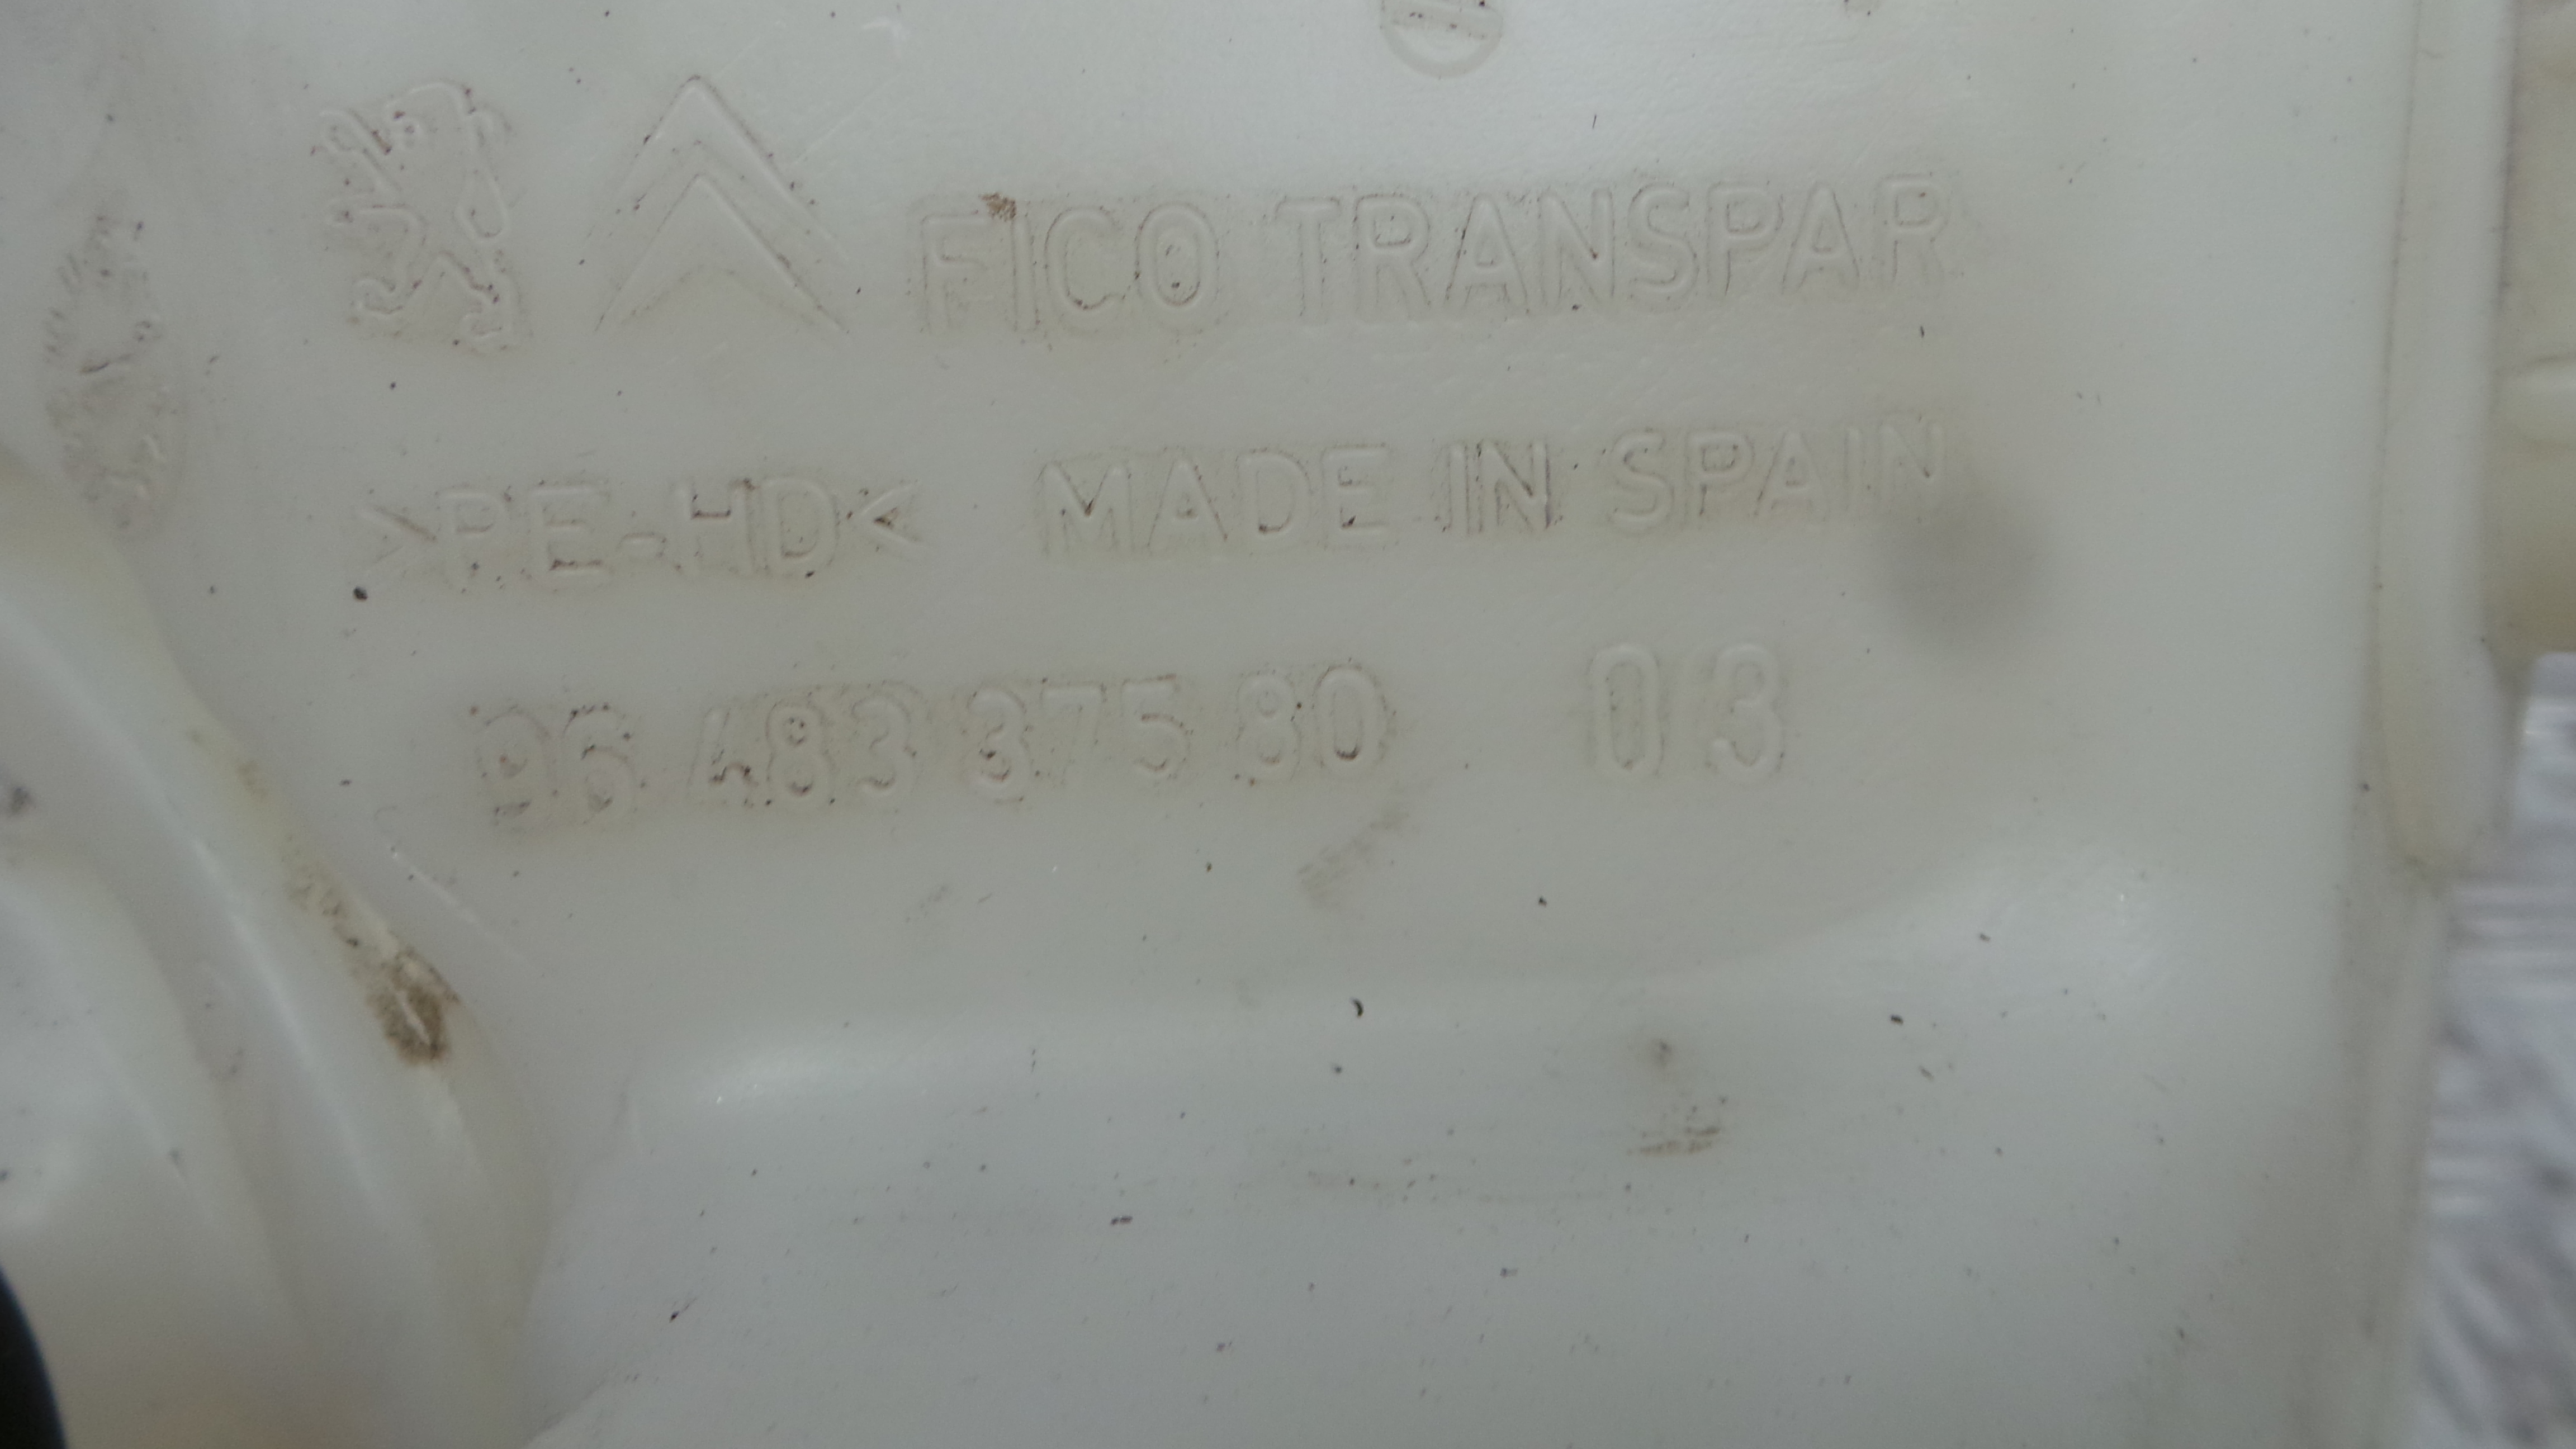 FICO TRANSPAR
>PE-HD< MADE IN SPAIN
96 483 375 80 03